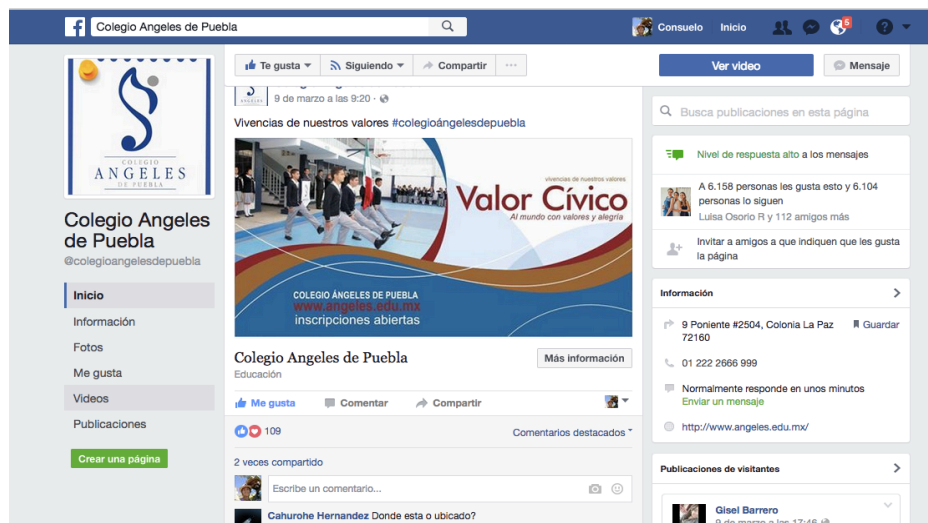 Colegio Angeles de Puebla
Consuelo
Inicio
5
?
COLEGIO
ANGELES
DE PUEBLA
Colegio Angeles
de Puebla
@colegioangelesdepuebla
Inicio
Información
Fotos
Me gusta
Videos
Publicaciones
Crear una página
Te gusta
Siguiendo
Compartir
...
ANGELES
9 de marzo a las 9:20 ·
Vivencias de nuestros valores #colegioángelesdepuebla
vivencias de nuestros valores
Valor Cívico
Al mundo con valores y alegria
COLEGIO ÁNGELES DE PUEBLA
www.angeles.edu.mx
inscripciones abiertas
Colegio Angeles de Puebla
Educación
Más información
Me gusta
Comentar
Compartir
109
Comentarios destacados
2 veces compartido
Escribe un comentario...
Cahurohe Hernandez Donde esta o ubicado?
Ver video
Mensaje
Busca publicaciones en esta página
Nivel de respuesta alto a los mensajes
A 6.158 personas les gusta esto y 6.104
personas lo siguen
Luisa Osorio R y 112 amigos más
Invitar a amigos a que indiquen que les gusta
la página
Información
9 Poniente #2504, Colonia La Paz
72160
Guardar
01 222 2666 999
Normalmente responde en unos minutos
Enviar un mensaje
http://www.angeles.edu.mx/
Publicaciones de visitantes
Gisel Barrero
9 de marzo a las 17:46